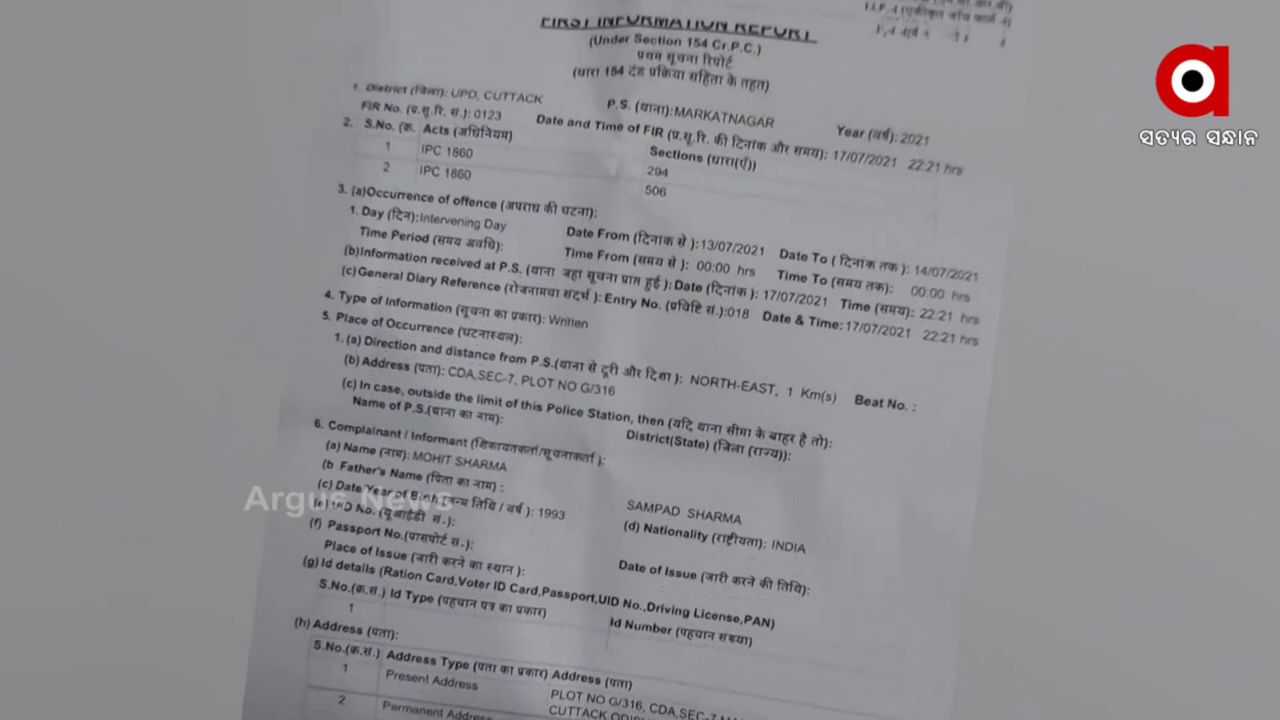 FIRST INFORMATION REPORT
(Under Section 154 Cr.P.C.)
प्रथम सूचना रिपोर्ट
(धारा 154 दंड प्रक्रिया संहिता के तहत)
ସତ୍ୟର ସନ୍ଧାନ
1. District (जिला): UPD, CUTTACK P.S. (थाना): MARKATNAGAR Year (वर्ष): 2021
FIR No. (प्र.सू.रि. सं.): 0123 Date and Time of FIR (प्र.सू.रि. की दिनांक और समय): 17/07/2021 22:21 hrs
2. S.No. (क. Acts (अधिनियम) Sections (धारा(एँ))
1 IPC 1860 294
2 IPC 1860 506
3. (a)Occurrence of offence (अपराध की घटना):
1. Day (दिन):Intervening Day Date From (दिनांक से ): 13/07/2021 Date To ( दिनांक तक ): 14/07/2021
Time Period (समय अवधि): Time From (समय से ): 00:00 hrs Time To (समय तक): 00:00 hrs
(b)Information received at P.S. (थाना जहा सूचना प्राप्त हुई ): Date (दिनांक ): 17/07/2021 Time (समय): 22:21 hrs
(c)General Diary Reference (रोजनामचा संदर्भ ): Entry No. (प्रविष्टि सं.):018 Date & Time: 17/07/2021 22:21 hrs
4. Type of Information (सूचना का प्रकार): Written
5. Place of Occurrence (घटनास्थल):
1. (a) Direction and distance from P.S.(थाना से दूरी और दिशा ): NORTH-EAST, 1 Km(s) Beat No. :
(b) Address (पता): CDA,SEC-7, PLOT NO G/316
(c) In case, outside the limit of this Police Station, then (यदि थाना सीमा के बाहर है तो):
Name of P.S.(थाना का नाम): District(State) (जिला (राज्य)):
6. Complainant / Informant (शिकायतकर्ता/सूचनाकर्ता ):
(a) Name (नाम): MOHIT SHARMA
(b Father's Name (पिता का नाम) : SAMPAD SHARMA
(c) Date/Year of Birth (जन्म तिथि / वर्ष ): 1993 (d) Nationality (राष्ट्रीयता): INDIA
Argus News
(e) UID No. (यूआईडी सं.):
(f) Passport No.(पासपोर्ट सं.):
Place of Issue (जारी करने का स्थान ): Date of Issue (जारी करने की तिथि):
(g) Id details (Ration Card,Voter ID Card,Passport,UID No.,Driving License,PAN)
S.No.(क.सं.) Id Type (पहचान पत्र का प्रकार) Id Number (पहचान संख्या)
1
(h) Address (पता):
S.No.(क.सं.) Address Type (पता का प्रकार) Address (पता)
1 Present Address PLOT NO G/316, CDA,SEC-7
2 Permanent Address CUTTACK